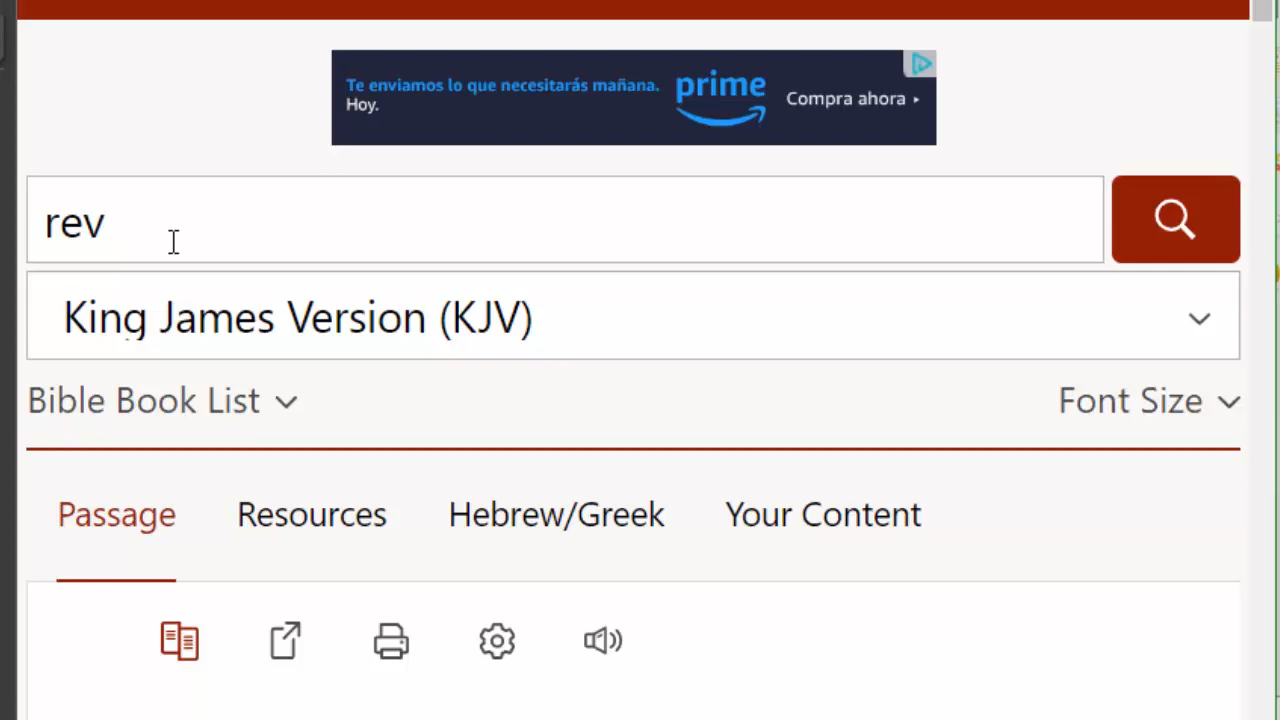 Te enviamos lo que necesitarás mañana.
Hoy.
prime
Compra ahora
rev
King James Version (KJV)
Bible Book List
Font Size
Passage Resources Hebrew/Greek Your Content